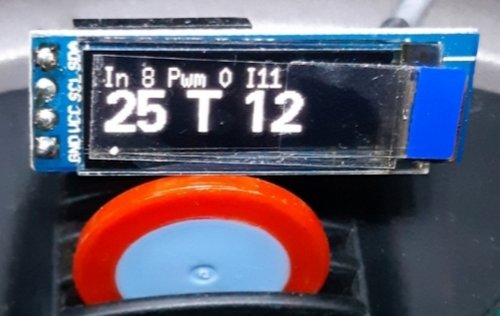 In 8 Pwm 0 I11
25 T 12
GND VCC SCL SDA